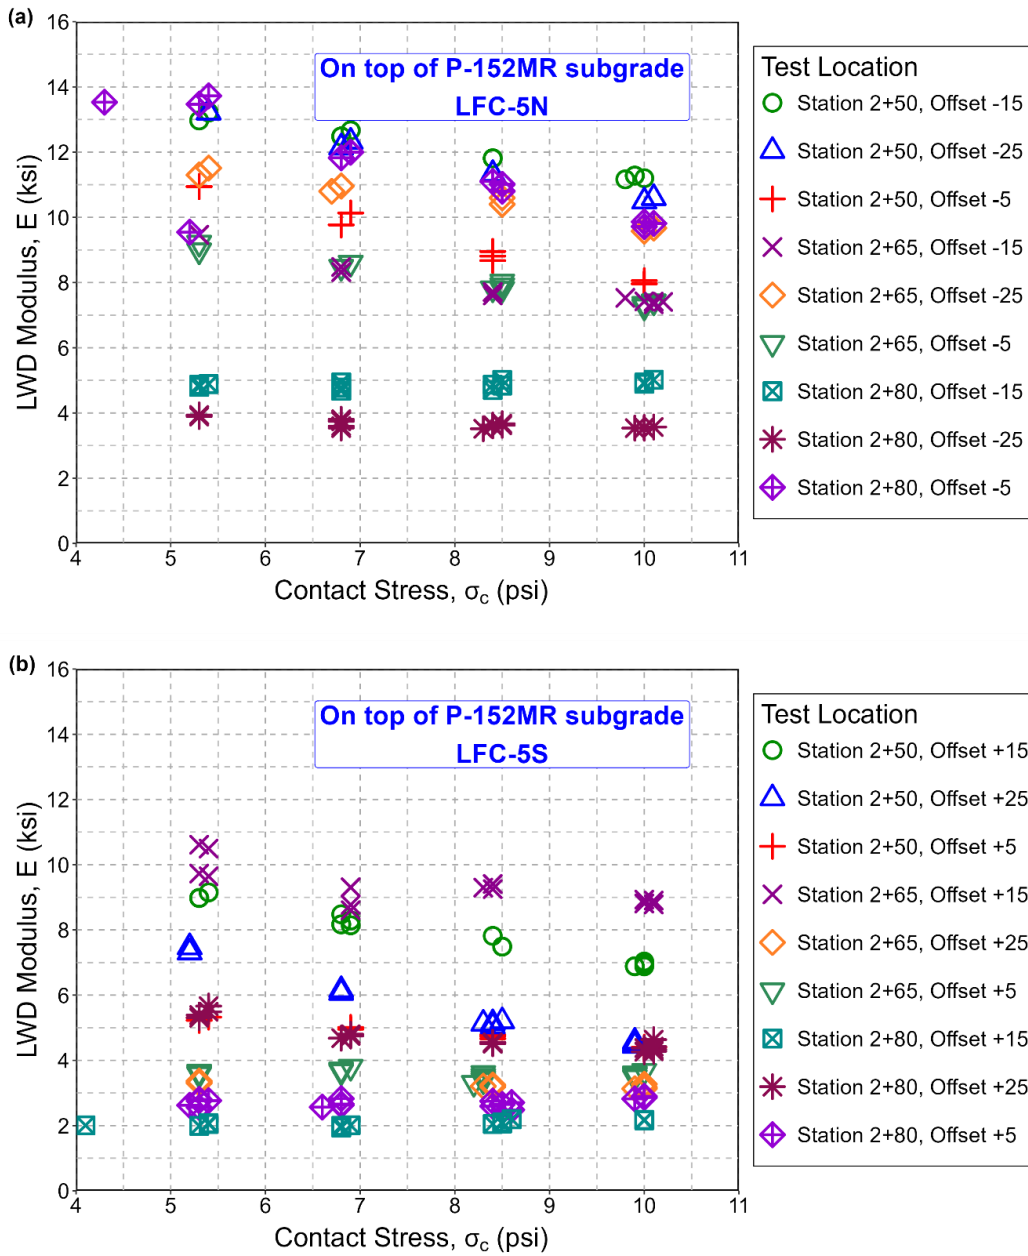 (a)
16
14
12
10
8
6
4
2
0
LWD Modulus, E (ksi)
On top of P-152MR subgrade
LFC-5N
4 5 6 7 8 9 10 11
Contact Stress, σc (psi)
Test Location
Station 2+50, Offset -15
Station 2+50, Offset -25
Station 2+50, Offset -5
Station 2+65, Offset -15
Station 2+65, Offset -25
Station 2+65, Offset -5
Station 2+80, Offset -15
Station 2+80, Offset -25
Station 2+80, Offset -5
(b)
16
14
12
10
8
6
4
2
0
LWD Modulus, E (ksi)
On top of P-152MR subgrade
LFC-5S
4 5 6 7 8 9 10 11
Contact Stress, σc (psi)
Test Location
Station 2+50, Offset +15
Station 2+50, Offset +25
Station 2+50, Offset +5
Station 2+65, Offset +15
Station 2+65, Offset +25
Station 2+65, Offset +5
Station 2+80, Offset +15
Station 2+80, Offset +25
Station 2+80, Offset +5